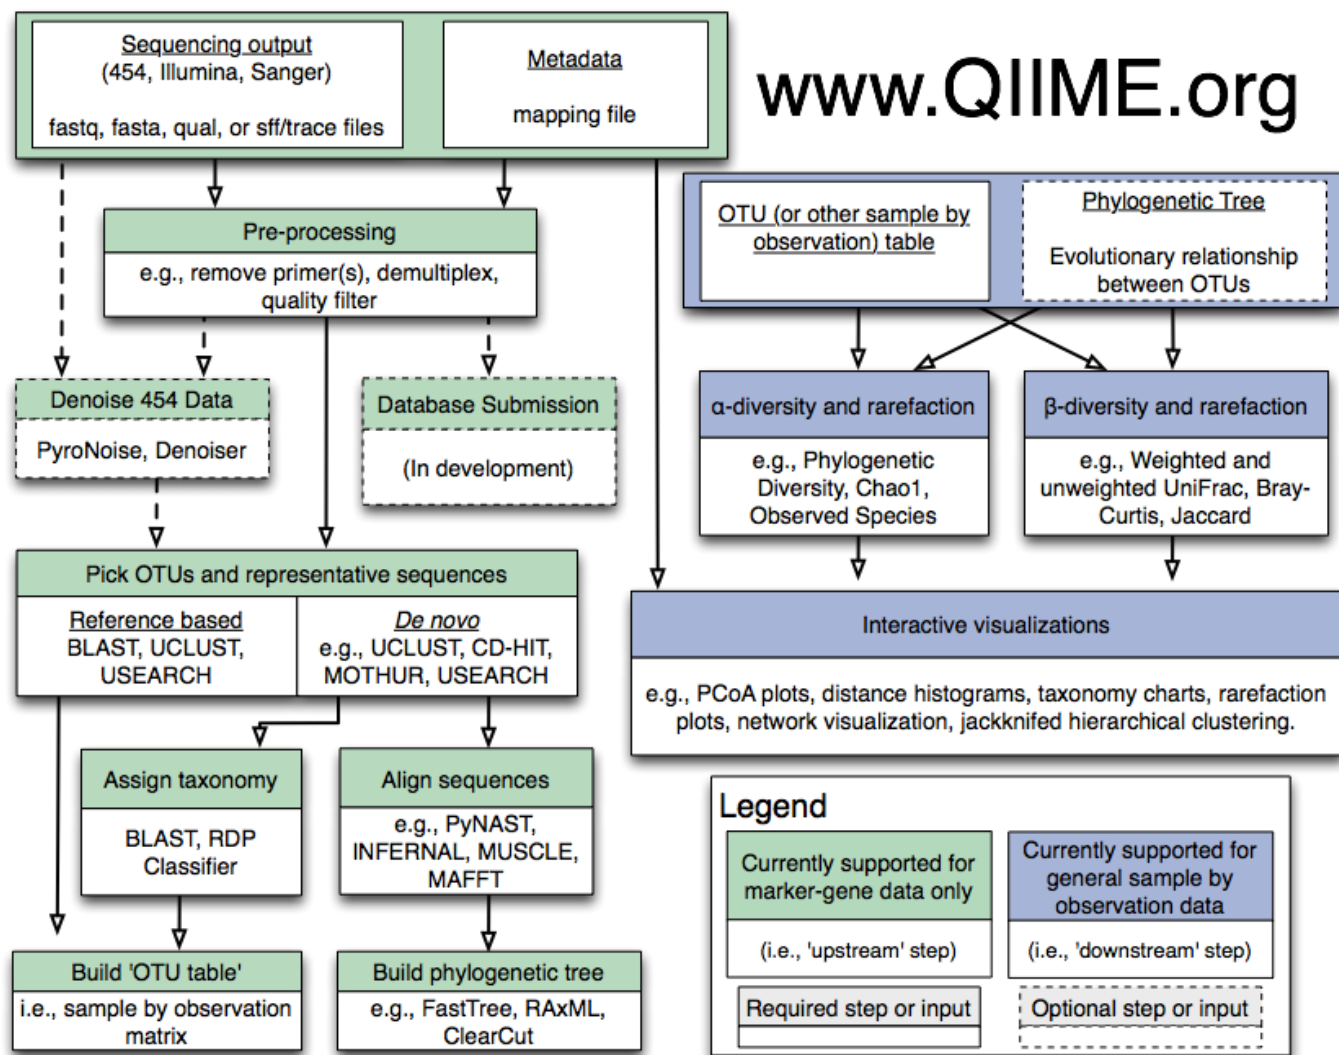 Sequencing output
(454, Illumina, Sanger)
fastq, fasta, qual, or sff/trace files
Metadata
mapping file
www.QIIME.org
Pre-processing
e.g., remove primer(s), demultiplex,
quality filter
OTU (or other sample by
observation) table
Phylogenetic Tree
Evolutionary relationship
between OTUs
Denoise 454 Data
PyroNoise, Denoiser
Database Submission
(In development)
α-diversity and rarefaction
e.g., Phylogenetic
Diversity, Chao1,
Observed Species
β-diversity and rarefaction
e.g., Weighted and
unweighted UniFrac, Bray-
Curtis, Jaccard
Pick OTUs and representative sequences
Reference based
BLAST, UCLUST,
USEARCH
De novo
e.g., UCLUST, CD-HIT,
MOTHUR, USEARCH
Interactive visualizations
e.g., PCoA plots, distance histograms, taxonomy charts, rarefaction
plots, network visualization, jackknifed hierarchical clustering.
Assign taxonomy
BLAST, RDP
Classifier
Align sequences
e.g., PyNAST,
INFERNAL, MUSCLE,
MAFFT
Build 'OTU table'
i.e., sample by observation
matrix
Build phylogenetic tree
e.g., FastTree, RAxML,
ClearCut
Legend
Currently supported for
marker-gene data only
(i.e., 'upstream' step)
Currently supported for
general sample by
observation data
(i.e., 'downstream' step)
Required step or input
Optional step or input